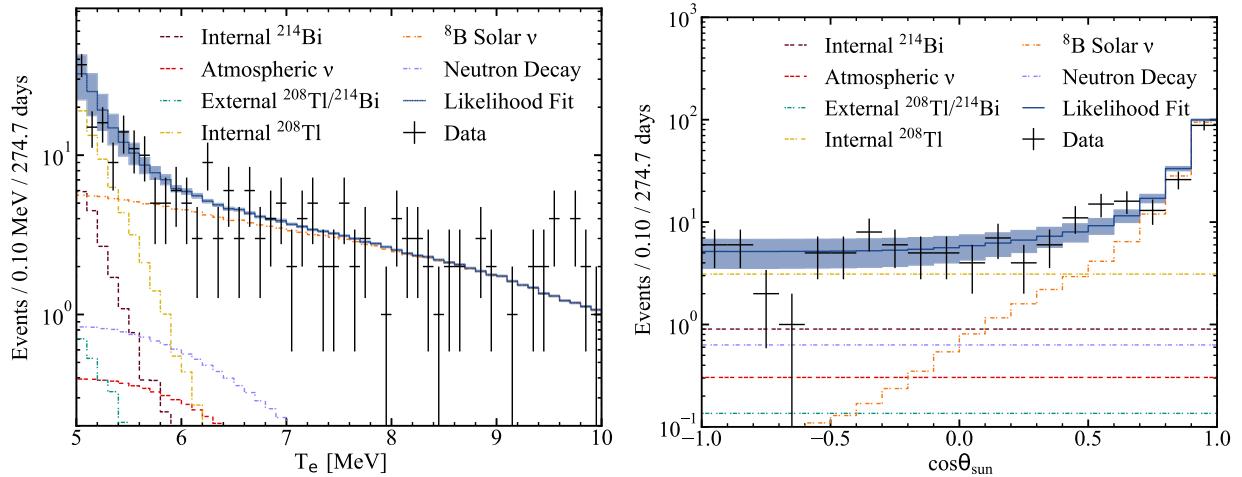 Events / 0.10 MeV / 274.7 days
10¹
10⁰
5
6
7
8
9
10
Tₑ [MeV]
Internal ²¹⁴Bi
Atmospheric ν
External ²⁰⁸Tl/²¹⁴Bi
Internal ²⁰⁸Tl
⁸B Solar ν
Neutron Decay
Likelihood Fit
Data
Events / 0.10 / 274.7 days
10³
10²
10¹
10⁰
10⁻¹
−1.0
−0.5
0.0
0.5
1.0
cosθsun
Internal ²¹⁴Bi
Atmospheric ν
External ²⁰⁸Tl/²¹⁴Bi
Internal ²⁰⁸Tl
⁸B Solar ν
Neutron Decay
Likelihood Fit
Data